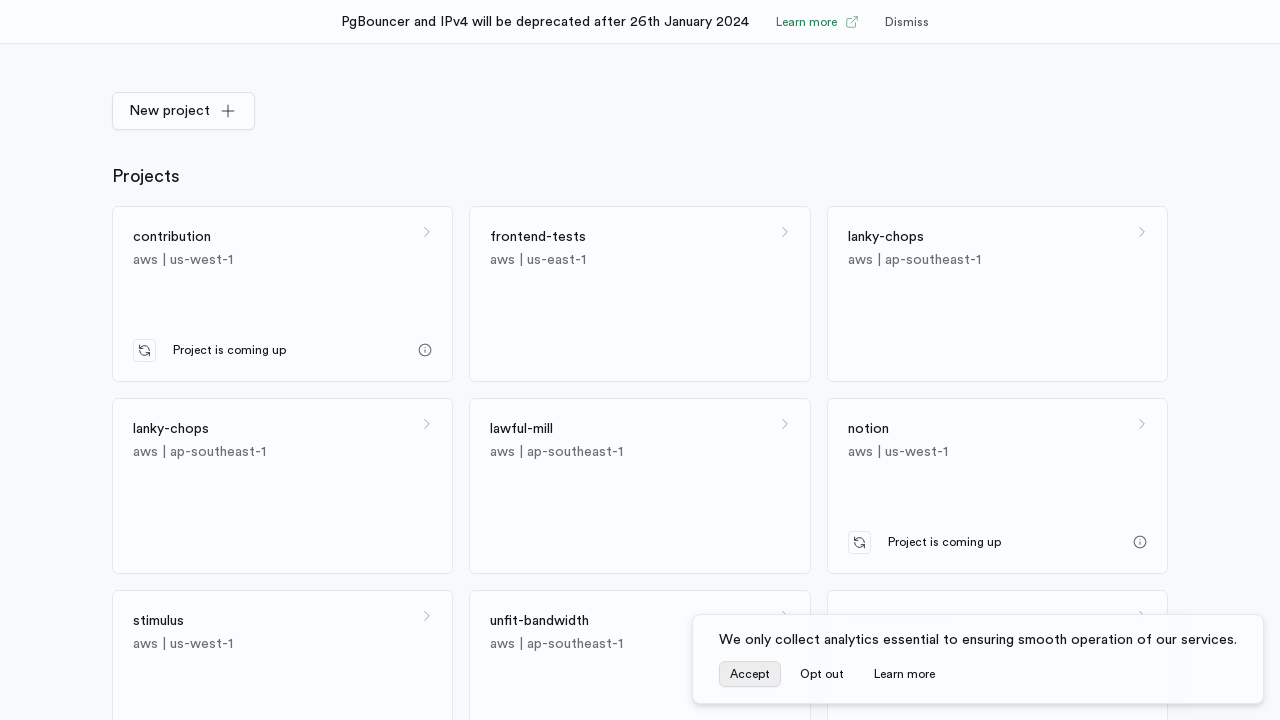 PgBouncer and IPv4 will be deprecated after 26th January 2024 Learn more Dismiss
New project
Projects
contribution
aws | us-west-1
Project is coming up
frontend-tests
aws | us-east-1
lanky-chops
aws | ap-southeast-1
lanky-chops
aws | ap-southeast-1
lawful-mill
aws | ap-southeast-1
notion
aws | us-west-1
Project is coming up
stimulus
aws | us-west-1
unfit-bandwidth
aws | ap-southeast-1
We only collect analytics essential to ensuring smooth operation of our services.
Accept Opt out Learn more